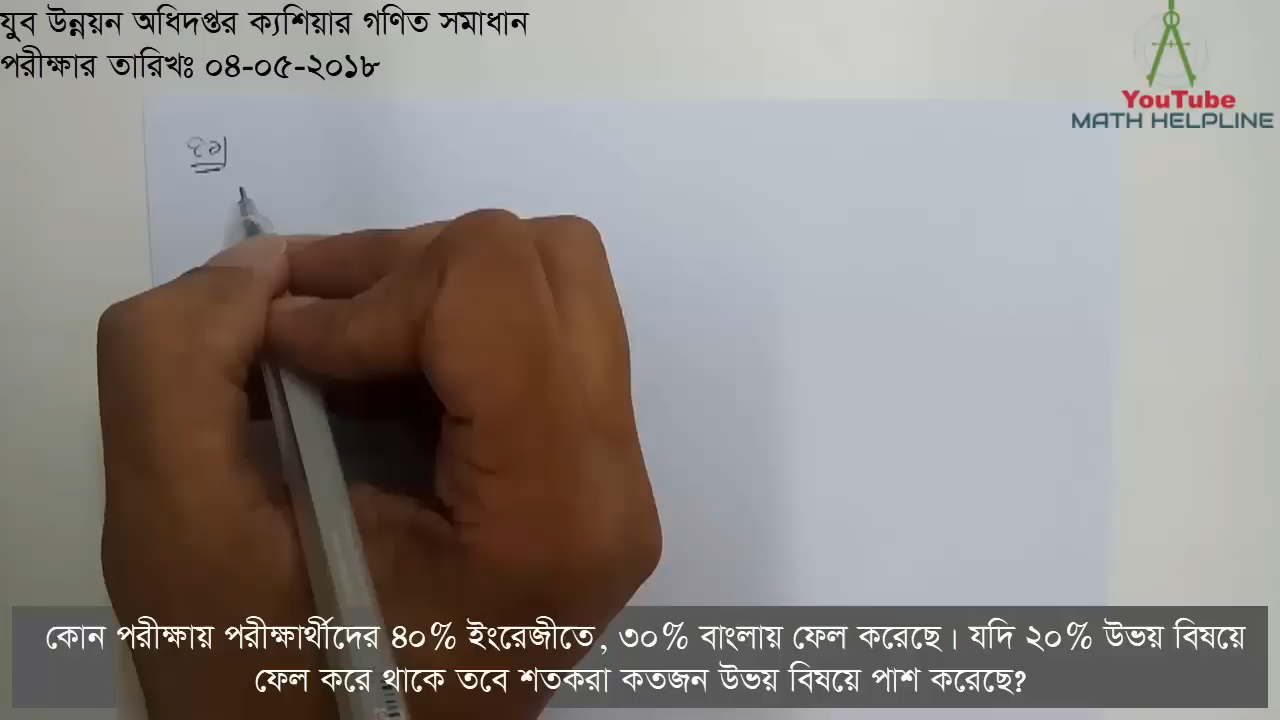 যুব উন্নয়ন অধিদপ্তর ক্যশিয়ার গণিত সমাধান
পরীক্ষার তারিখঃ ০৪-০৫-২০১৮
YouTube
MATH HELPLINE
কোন পরীক্ষায় পরীক্ষার্থীদের ৪০% ইংরেজীতে, ৩০% বাংলায় ফেল করেছে। যদি ২০% উভয় বিষয়ে
ফেল করে থাকে তবে শতকরা কতজন উভয় বিষয়ে পাশ করেছে?